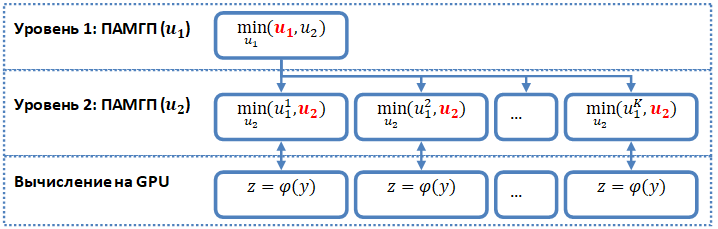 Уровень 1: ПАМГП (u₁)
min(u₁, u₂)
u₁
Уровень 2: ПАМГП (u₂)
min(u₁¹, u₂)
u₂
min(u₁², u₂)
u₂
...
min(u₁ᴷ, u₂)
u₂
Вычисление на GPU
z = φ(y)
z = φ(y)
...
z = φ(y)